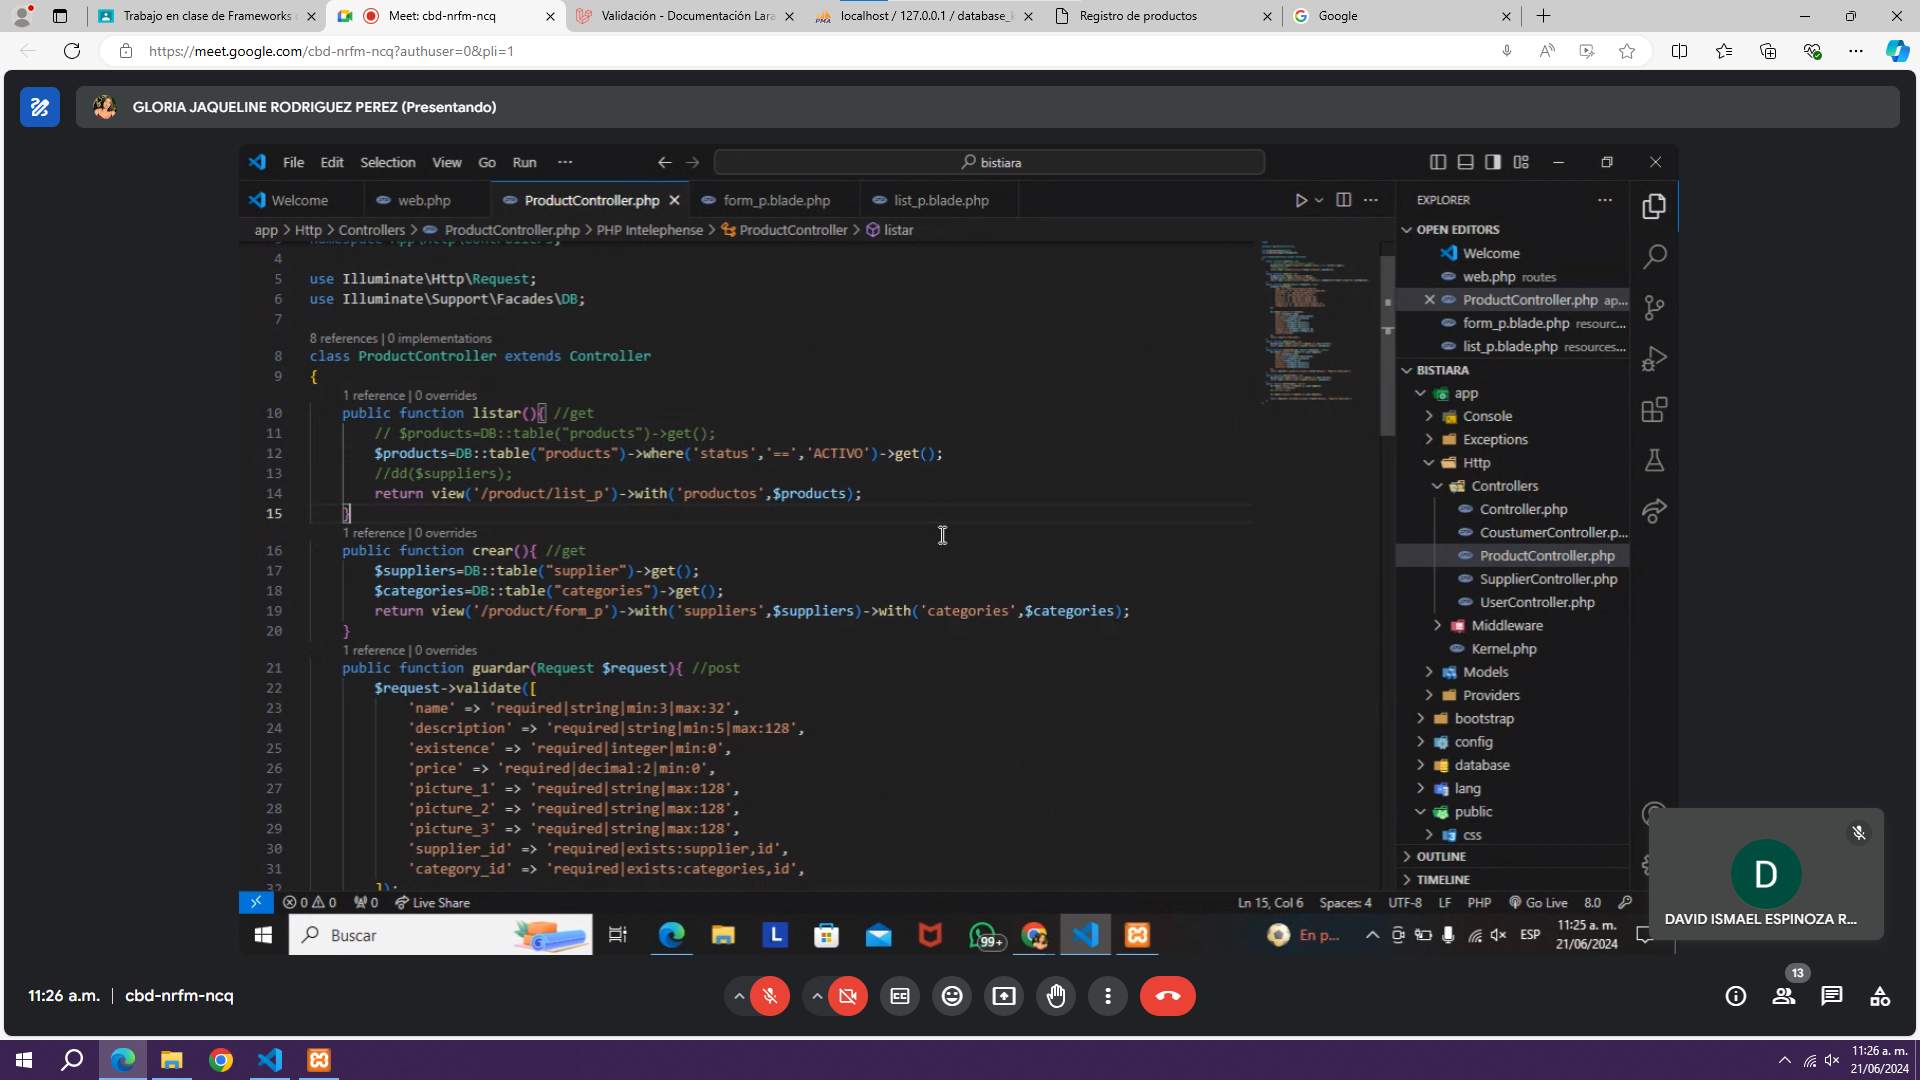 Trabajo en clase de Frameworks
Meet: cbd-nrfm-ncq
Validación - Documentación Lara
localhost / 127.0.0.1 / database_
Registro de productos
Google
https://meet.google.com/cbd-nrfm-ncq?authuser=0&pli=1
GLORIA JAQUELINE RODRIGUEZ PEREZ (Presentando)
File Edit Selection View Go Run ···
bistiara
Welcome
web.php
ProductController.php
form_p.blade.php
list_p.blade.php
app > Http > Controllers > ProductController.php > PHP Intelephense > ProductController > listar
4
5 use Illuminate\Http\Request;
6 use Illuminate\Support\Facades\DB;
7
8 references | 0 implementations
8 class ProductController extends Controller
9 {
1 reference | 0 overrides
10 public function listar(){ //get
11 // $products=DB::table("products")->get();
12 $products=DB::table("products")->where('status','==','ACTIVO')->get();
13 //dd($suppliers);
14 return view('/product/list_p')->with('productos',$products);
15 }
1 reference | 0 overrides
16 public function crear(){ //get
17 $suppliers=DB::table("supplier")->get();
18 $categories=DB::table("categories")->get();
19 return view('/product/form_p')->with('suppliers',$suppliers)->with('categories',$categories);
20 }
1 reference | 0 overrides
21 public function guardar(Request $request){ //post
22 $request->validate([
23 'name' => 'required|string|min:3|max:32',
24 'description' => 'required|string|min:5|max:128',
25 'existence' => 'required|integer|min:0',
26 'price' => 'required|decimal:2|min:0',
27 'picture_1' => 'required|string|max:128',
28 'picture_2' => 'required|string|max:128',
29 'picture_3' => 'required|string|max:128',
30 'supplier_id' => 'required|exists:supplier,id',
31 'category_id' => 'required|exists:categories,id',
32 ]);
EXPLORER
OPEN EDITORS
Welcome
web.php routes
ProductController.php ap...
form_p.blade.php resourc...
list_p.blade.php resources...
BISTIARA
app
Console
Exceptions
Http
Controllers
Controller.php
CoustumerController.p...
ProductController.php
SupplierController.php
UserController.php
Middleware
Kernel.php
Models
Providers
bootstrap
config
database
lang
public
css
OUTLINE
TIMELINE
0 0 0 Live Share
Ln 15, Col 6 Spaces: 4 UTF-8 LF PHP Go Live 8.0
Buscar
99+
En p...
ESP
11:25 a. m.
21/06/2024
D
DAVID ISMAEL ESPINOZA R...
11:26 a.m. | cbd-nrfm-ncq
13
11:26 a. m.
21/06/2024